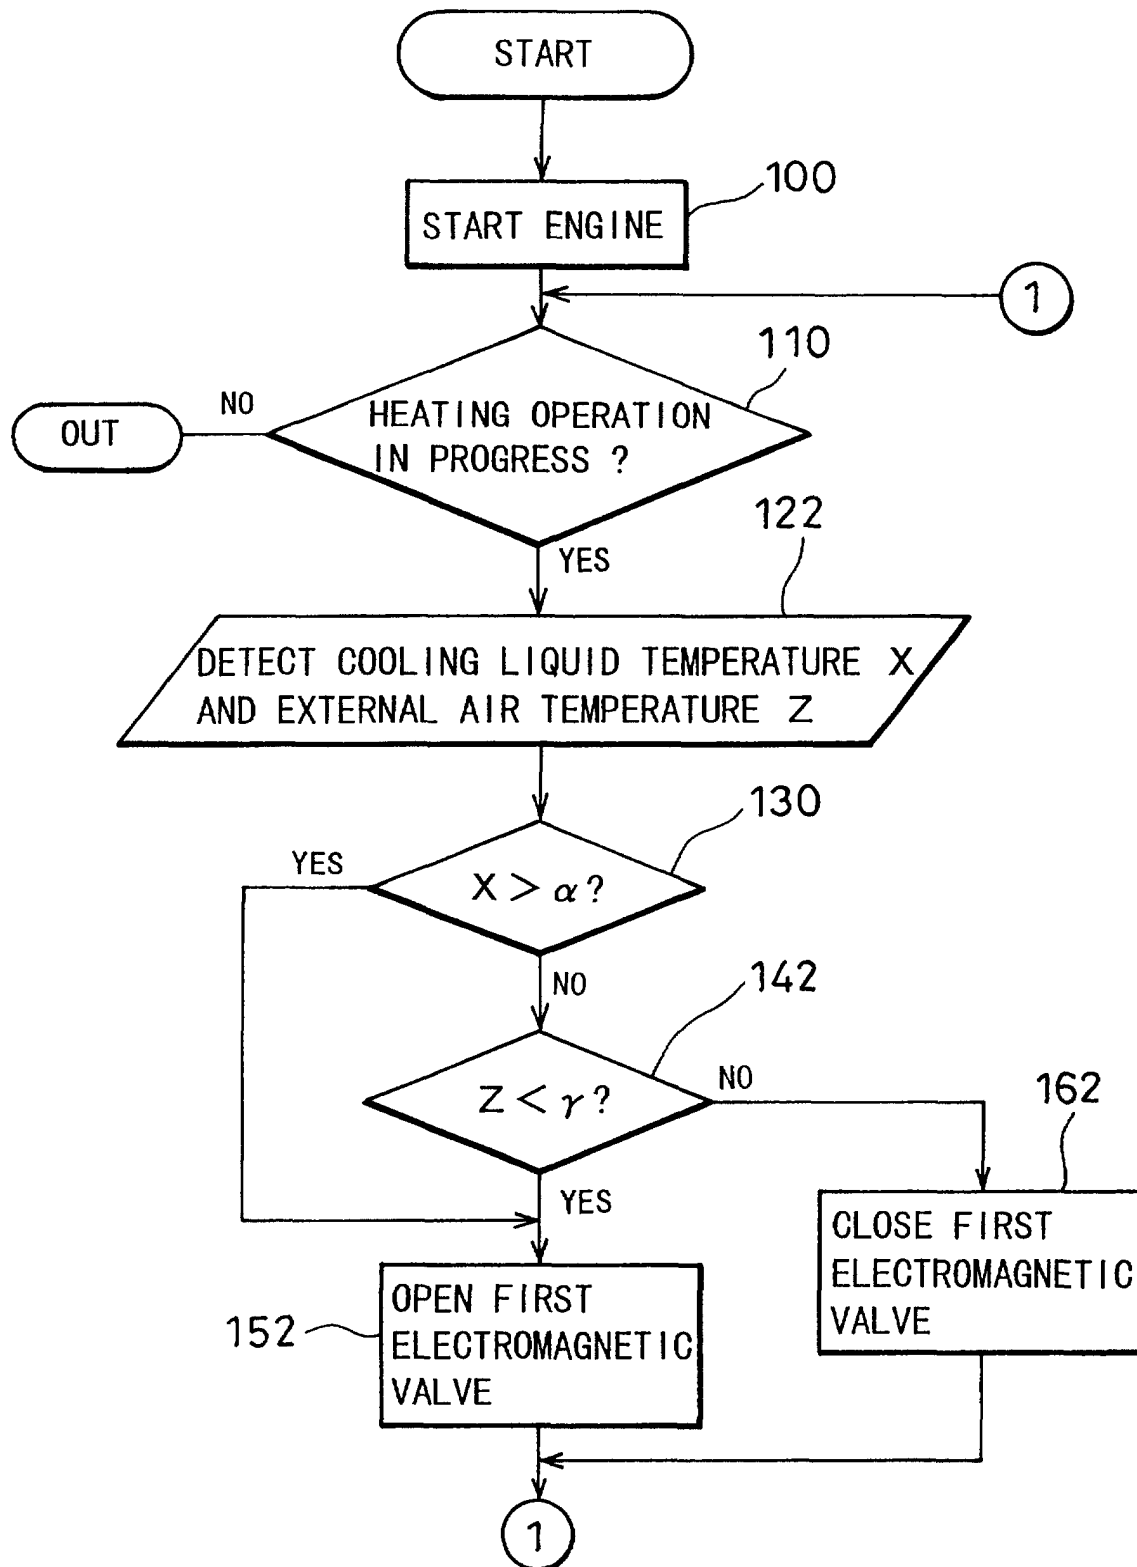 START
100
START ENGINE
1
110
HEATING OPERATION
IN PROGRESS ?
NO
OUT
YES
122
DETECT COOLING LIQUID TEMPERATURE X
AND EXTERNAL AIR TEMPERATURE Z
130
YES
X > α ?
NO
142
Z < γ ?
NO
162
YES
CLOSE FIRST
ELECTROMAGNETIC
VALVE
152
OPEN FIRST
ELECTROMAGNETIC
VALVE
1